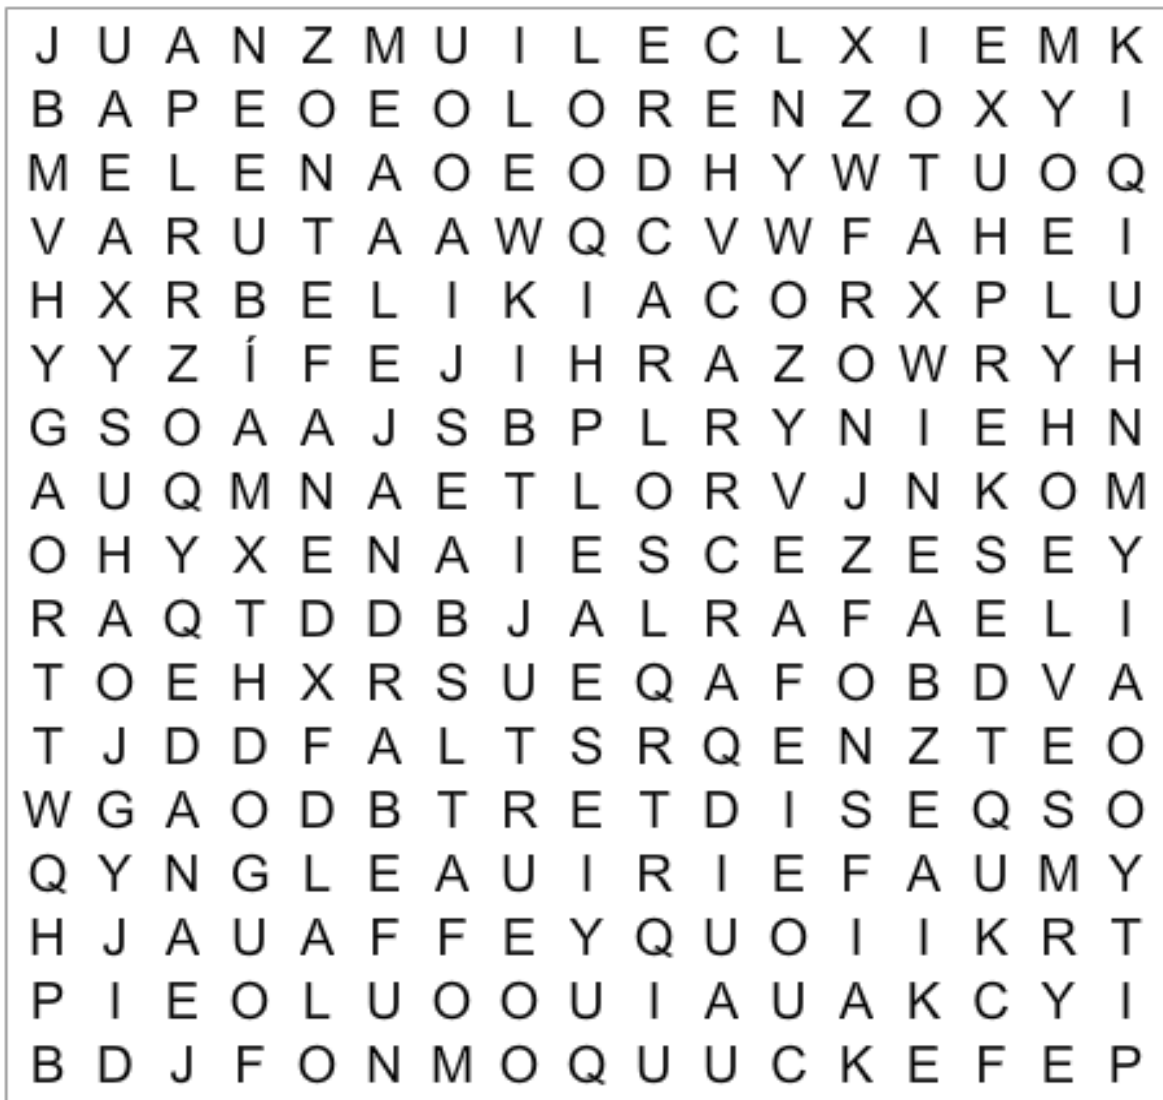 J U A N Z M U I L E C L X I E M K
B A P E O E O L O R E N Z O X Y I
M E L E N A O E O D H Y W T U O Q
V A R U T A A W Q C V W F A H E I
H X R B E L I K I A C O R X P L U
Y Y Z Í F E J I H R A Z O W R Y H
G S O A A J S B P L R Y N I E H N
A U Q M N A E T L O R V J N K O M
O H Y X E N A I E S C E Z E S E Y
R A Q T D D B J A L R A F A E L I
T O E H X R S U E Q A F O B D V A
T J D D F A L T S R Q E N Z T E O
W G A O D B T R E T D I S E Q S O
Q Y N G L E A U I R I E F A U M Y
H J A U A F F E Y Q U O I I K R T
P I E O L U O O U I A U A K C Y I
B D J F O N M O Q U U C K E F E P